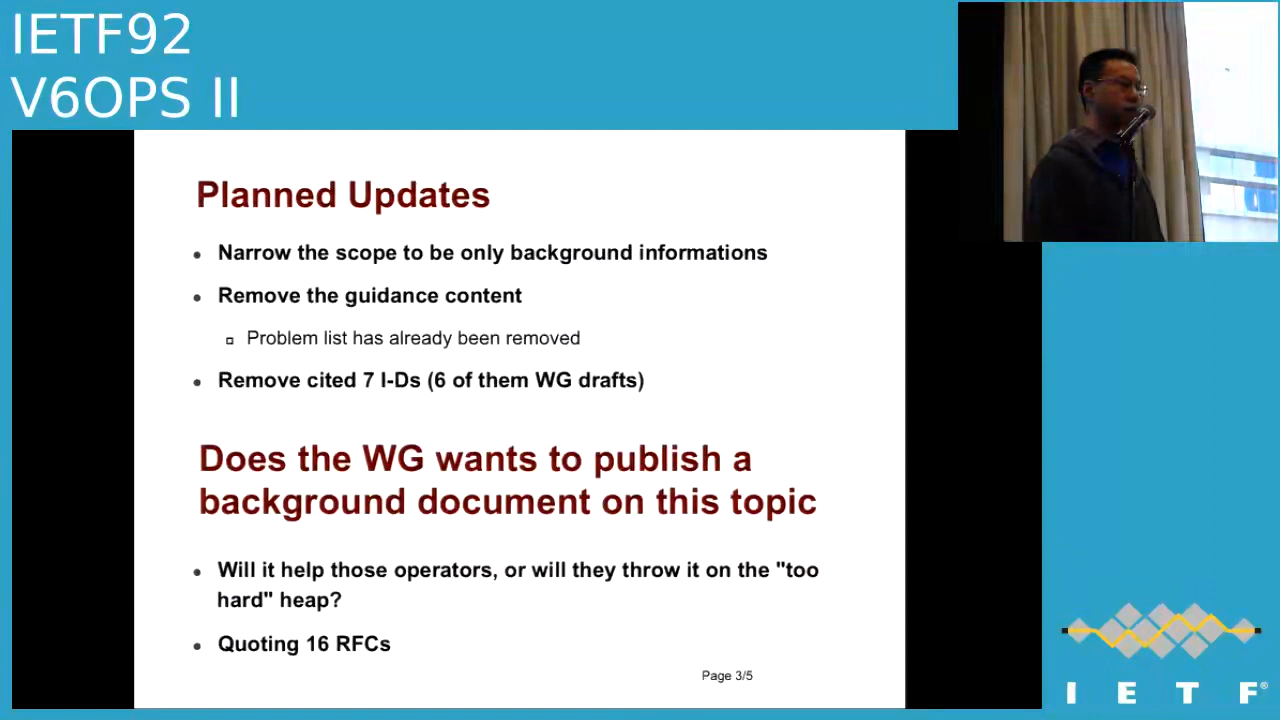 IETF92
V6OPS II
Planned Updates
• Narrow the scope to be only background informations
• Remove the guidance content
Problem list has already been removed
• Remove cited 7 I-Ds (6 of them WG drafts)
Does the WG wants to publish a
background document on this topic
• Will it help those operators, or will they throw it on the "too
hard" heap?
• Quoting 16 RFCs
Page 3/5
I E T F®